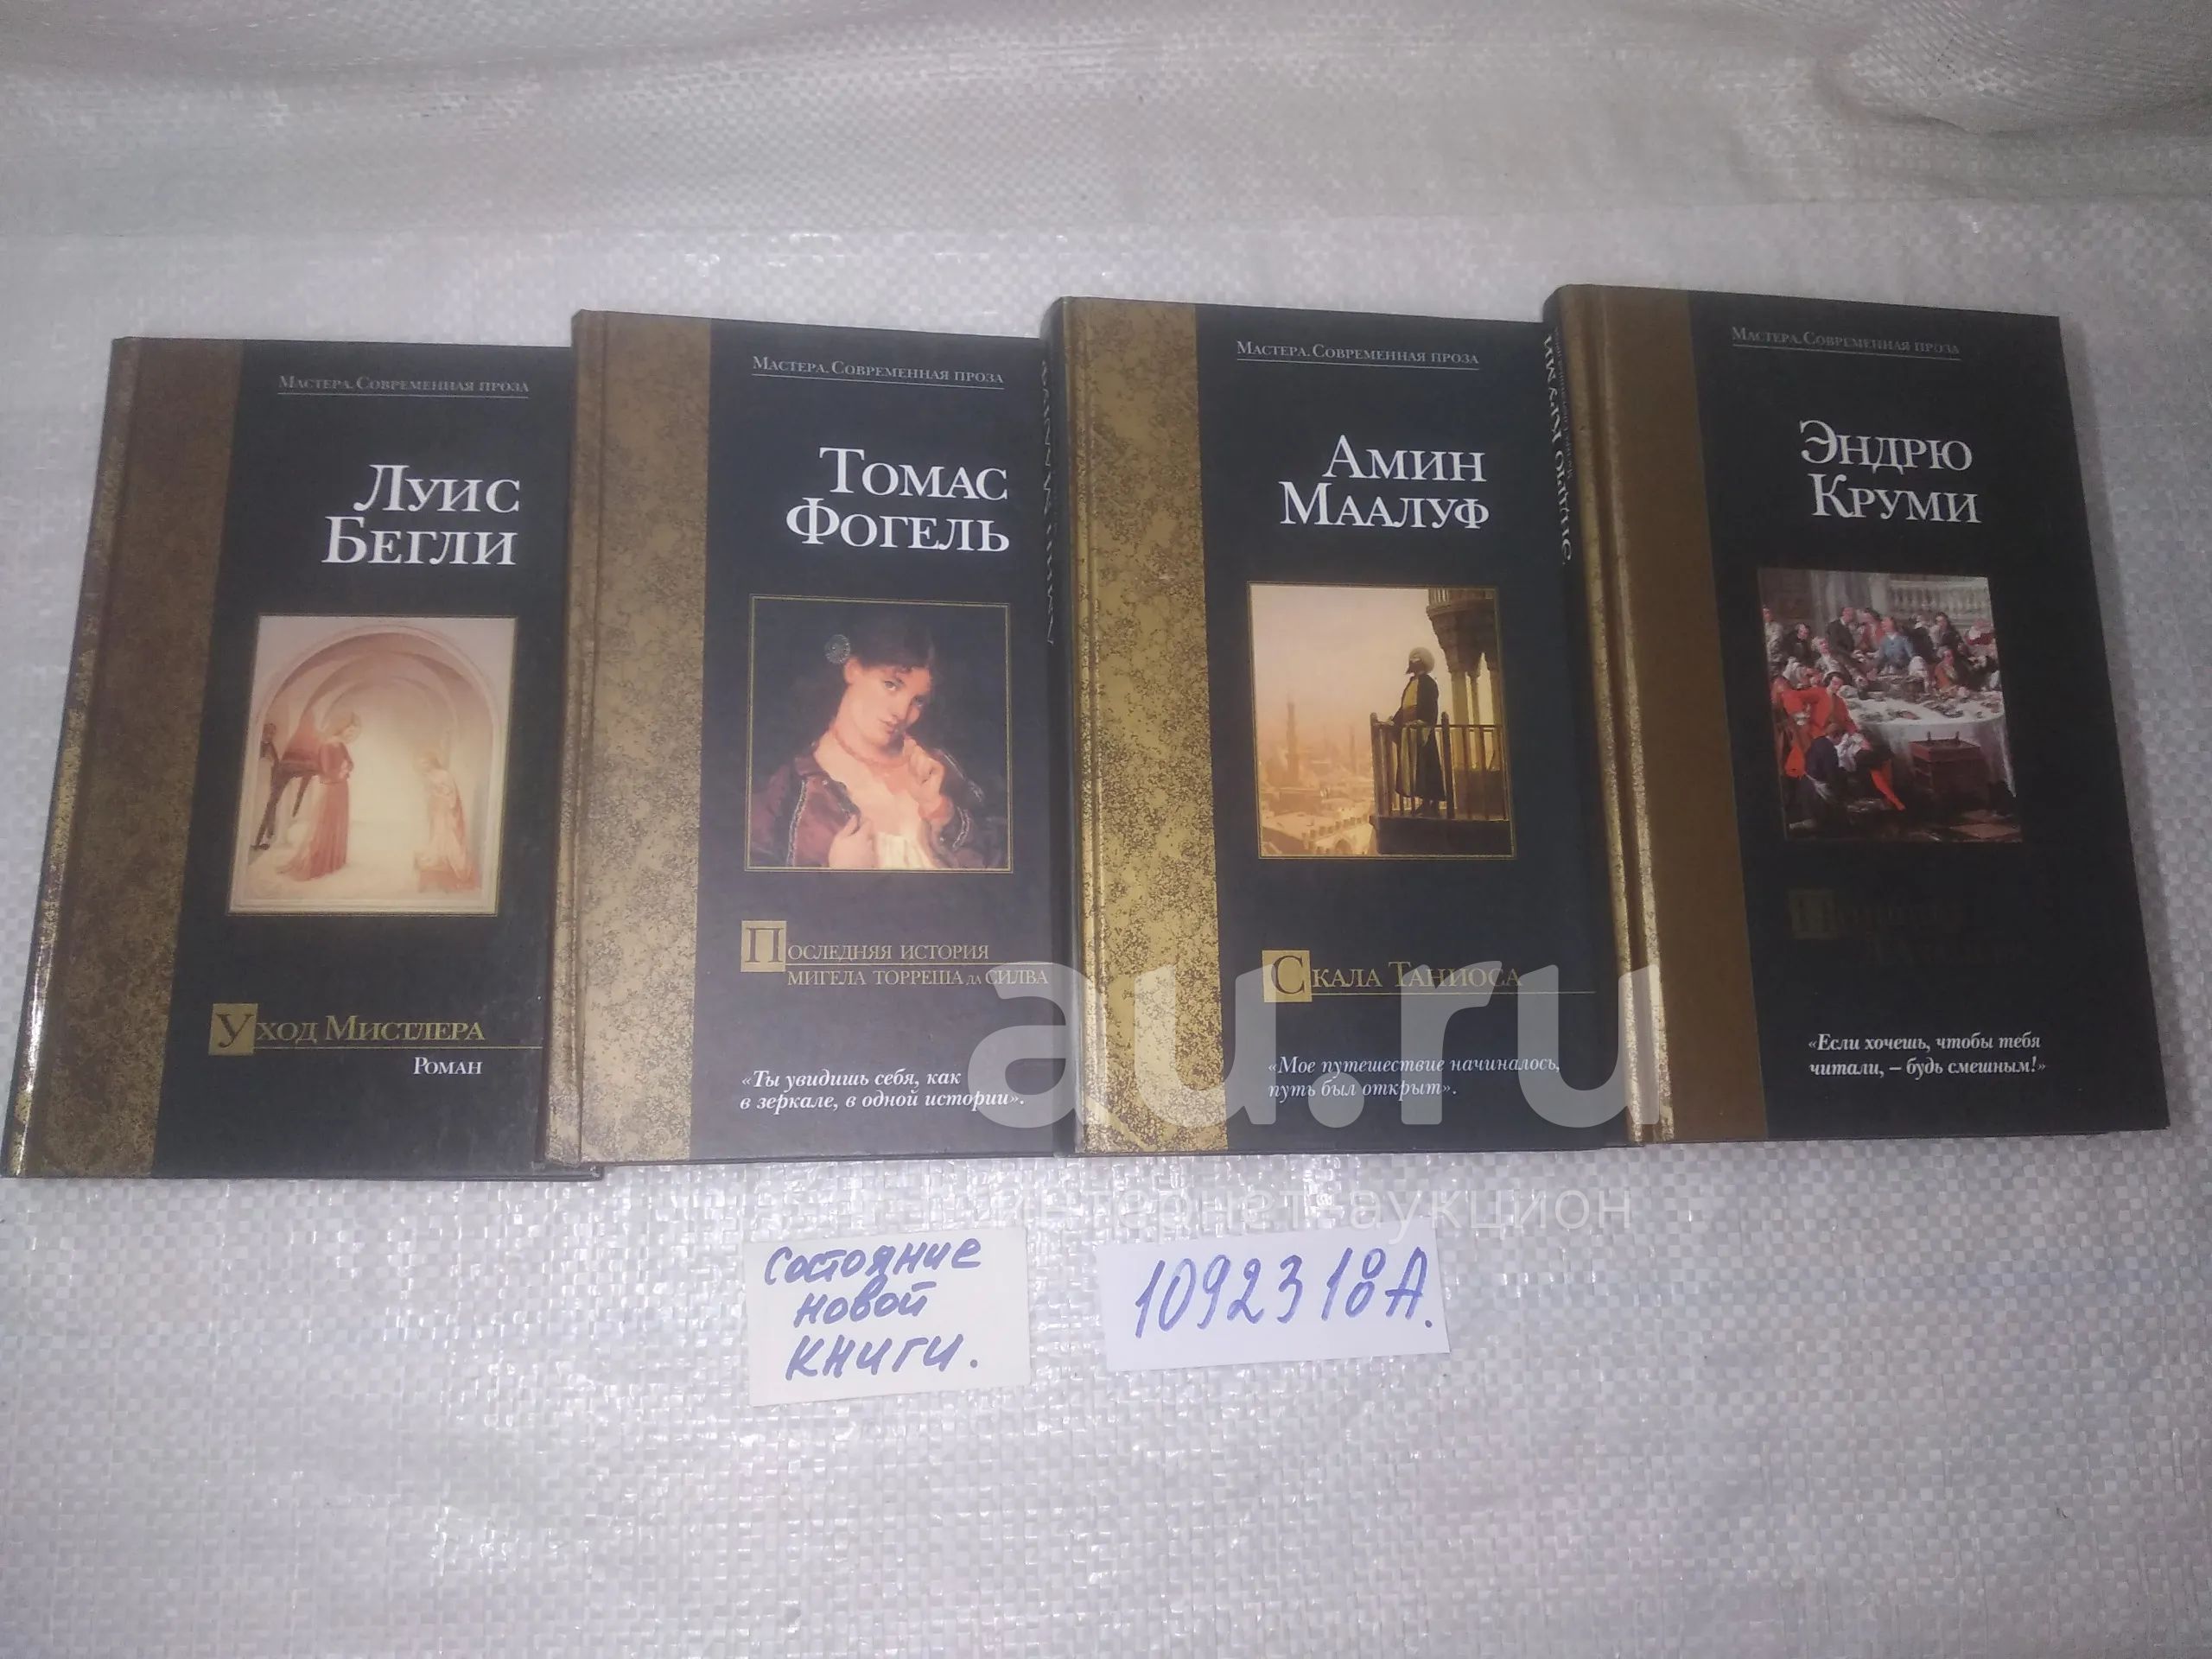 Мастера. Современная проза
Луис
Бегли
Уход Мистлера
Роман
Мастера. Современная проза
Томас
Фогель
Последняя история
Мигела Торреша да Силва
«Ты увидишь себя, как
в зеркале, в одной истории».
Мастера. Современная проза
Амин
Маалуф
Скала Таниоса
«Мое путешествие начиналось,
путь был открыт».
Мастера. Современная проза
Эндрю
Круми
«Если хочешь, чтобы тебя
читали, – будь смешным!»
au.ru
интернет-аукцион
Состояние
новой
книги.
10923180А.